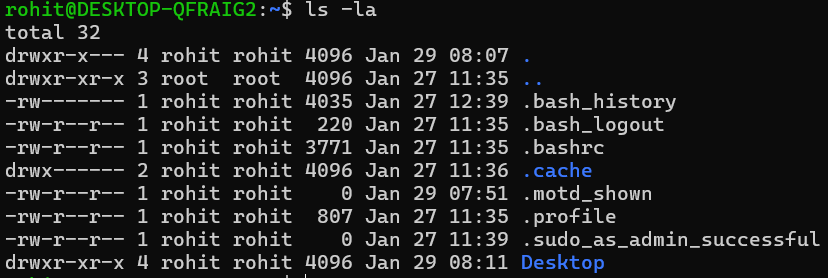 rohit@DESKTOP-QFRAIG2:~$ ls -la
total 32
drwxr-x--- 4 rohit rohit 4096 Jan 29 08:07 .
drwxr-xr-x 3 root  root  4096 Jan 27 11:35 ..
-rw------- 1 rohit rohit 4035 Jan 27 12:39 .bash_history
-rw-r--r-- 1 rohit rohit  220 Jan 27 11:35 .bash_logout
-rw-r--r-- 1 rohit rohit 3771 Jan 27 11:35 .bashrc
drwx------ 2 rohit rohit 4096 Jan 27 11:36 .cache
-rw-r--r-- 1 rohit rohit    0 Jan 29 07:51 .motd_shown
-rw-r--r-- 1 rohit rohit  807 Jan 27 11:35 .profile
-rw-r--r-- 1 rohit rohit    0 Jan 27 11:39 .sudo_as_admin_successful
drwxr-xr-x 4 rohit rohit 4096 Jan 29 08:11 Desktop